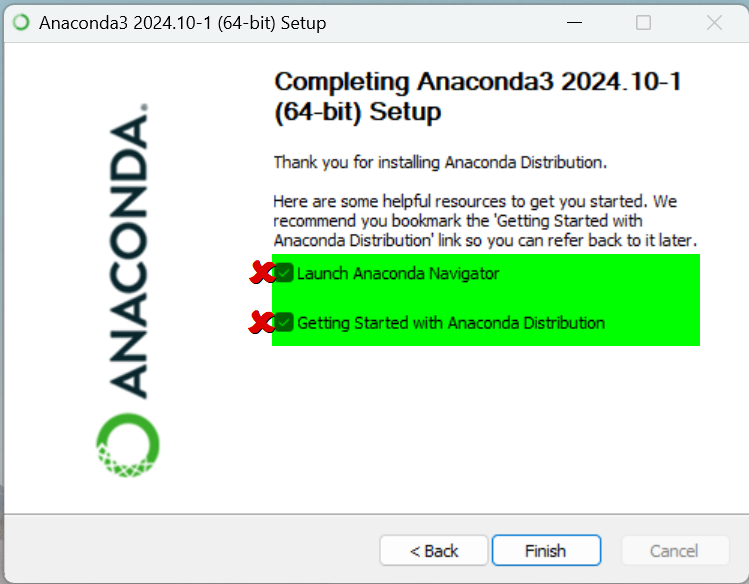 Anaconda3 2024.10-1 (64-bit) Setup
ANACONDA.
Completing Anaconda3 2024.10-1
(64-bit) Setup
Thank you for installing Anaconda Distribution.
Here are some helpful resources to get you started. We
recommend you bookmark the 'Getting Started with
Anaconda Distribution' link so you can refer back to it later.
Launch Anaconda Navigator
Getting Started with Anaconda Distribution
< Back
Finish
Cancel